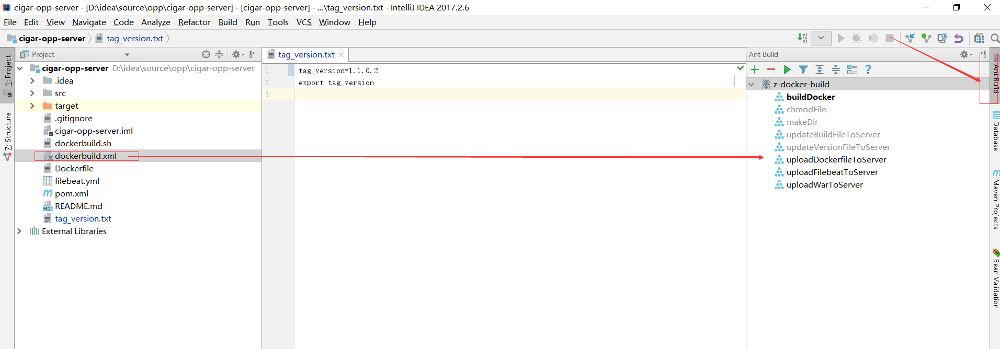 cigar-opp-server - [D:\idea\source\opp\cigar-opp-server] - [cigar-opp-server] - ...\tag_version.txt - IntelliJ IDEA 2017.2.6
File Edit View Navigate Code Analyze Refactor Build Run Tools VCS Window Help
cigar-opp-server tag_version.txt
1: Project
Z: Structure
Project
cigar-opp-server D:\idea\source\opp\cigar-opp-server
.idea
src
target
.gitignore
cigar-opp-server.iml
dockerbuild.sh
dockerbuild.xml
Dockerfile
filebeat.yml
pom.xml
README.md
tag_version.txt
External Libraries
tag_version.txt
1 tag_version=1.1.0.2
2 export tag_version
3
Ant Build
z-docker-build
buildDocker
chmodFile
makeDir
updateBuildFileToServer
updateVersionFileToServer
uploadDockerfileToServer
uploadFilebeatToServer
uploadWarToServer
Ant Build
Database
Maven Projects
Bean Validation